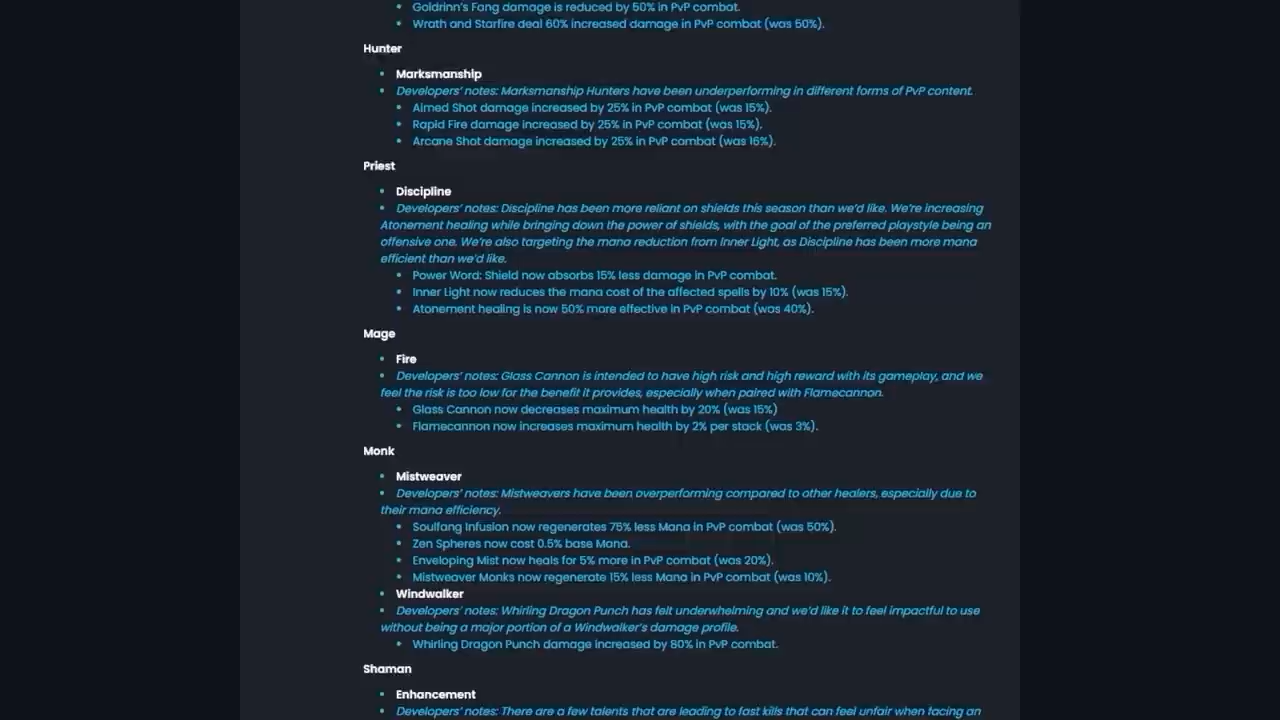 Goldrinn's Fang damage is reduced by 50% in PvP combat.
Wrath and Starfire deal 60% increased damage in PvP combat (was 50%).
Hunter
Marksmanship
Developers' notes: Marksmanship Hunters have been underperforming in different forms of PvP content.
Aimed Shot damage increased by 25% in PvP combat (was 15%).
Rapid Fire damage increased by 25% in PvP combat (was 15%).
Arcane Shot damage increased by 25% in PvP combat (was 16%).
Priest
Discipline
Developers' notes: Discipline has been more reliant on shields this season than we'd like. We're increasing
Atonement healing while bringing down the power of shields, with the goal of the preferred playstyle being an
offensive one. We're also targeting the mana reduction from Inner Light, as Discipline has been more mana
efficient than we'd like.
Power Word: Shield now absorbs 15% less damage in PvP combat.
Inner Light now reduces the mana cost of the affected spells by 10% (was 15%).
Atonement healing is now 50% more effective in PvP combat (was 40%).
Mage
Fire
Developers' notes: Glass Cannon is intended to have high risk and high reward with its gameplay, and we
feel the risk is too low for the benefit it provides, especially when paired with Flamecannon.
Glass Cannon now decreases maximum health by 20% (was 15%)
Flamecannon now increases maximum health by 2% per stack (was 3%).
Monk
Mistweaver
Developers' notes: Mistweavers have been overperforming compared to other healers, especially due to
their mana efficiency.
Soulfang Infusion now regenerates 75% less Mana in PvP combat (was 50%).
Zen Spheres now cost 0.5% base Mana.
Enveloping Mist now heals for 5% more in PvP combat (was 20%).
Mistweaver Monks now regenerate 15% less Mana in PvP combat (was 10%).
Windwalker
Developers' notes: Whirling Dragon Punch has felt underwhelming and we'd like it to feel impactful to use
without being a major portion of a Windwalker's damage profile.
Whirling Dragon Punch damage increased by 80% in PvP combat.
Shaman
Enhancement
Developers' notes: There are a few talents that are leading to fast kills that can feel unfair when facing an